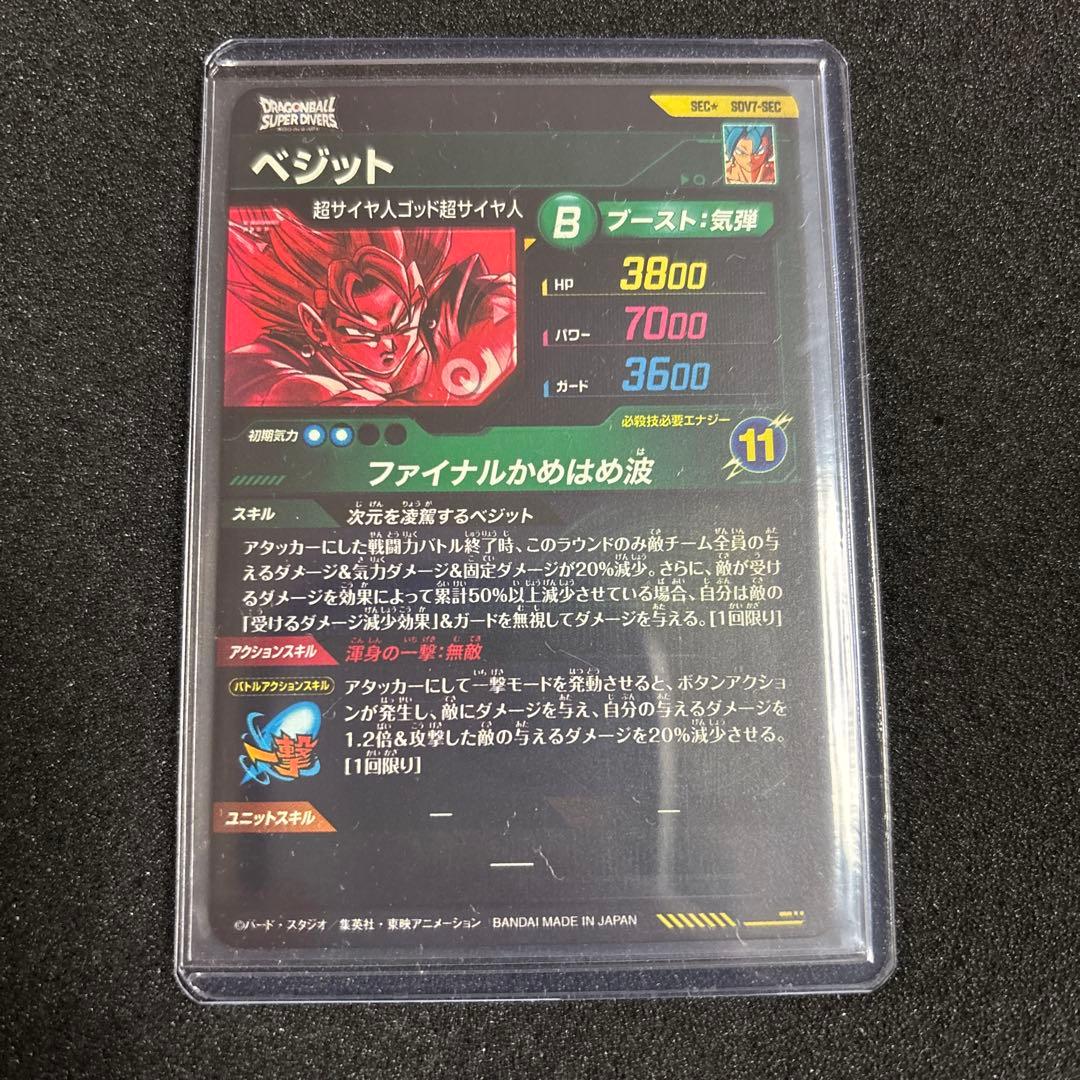 DRAGONBALL
SUPER DIVERS
SEC★ SDV7-SEC
ベジット
超サイヤ人ゴッド超サイヤ人
B ブースト:気弾
HP 3800
パワー 7000
ガード 3600
初期気力
必殺技必要エナジー
11
ファイナルかめはめ波
スキル 次元を凌駕するベジット
アタッカーにした戦闘力バトル終了時、このラウンドのみ敵チーム全員の与
えるダメージ&気力ダメージ&固定ダメージが20%減少。さらに、敵が受け
るダメージを効果によって累計50%以上減少させている場合、自分は敵の
「受けるダメージ減少効果」&ガードを無視してダメージを与える。[1回限り]
アクションスキル 渾身の一撃:無敵
バトルアクションスキル
一撃
アタッカーにして一撃モードを発動させると、ボタンアクショ
ンが発生し、敵にダメージを与え、自分の与えるダメージを
1.2倍&攻撃した敵の与えるダメージを20%減少させる。
[1回限り]
ユニットスキル — —
—
©バード・スタジオ/集英社・東映アニメーション BANDAI MADE IN JAPAN